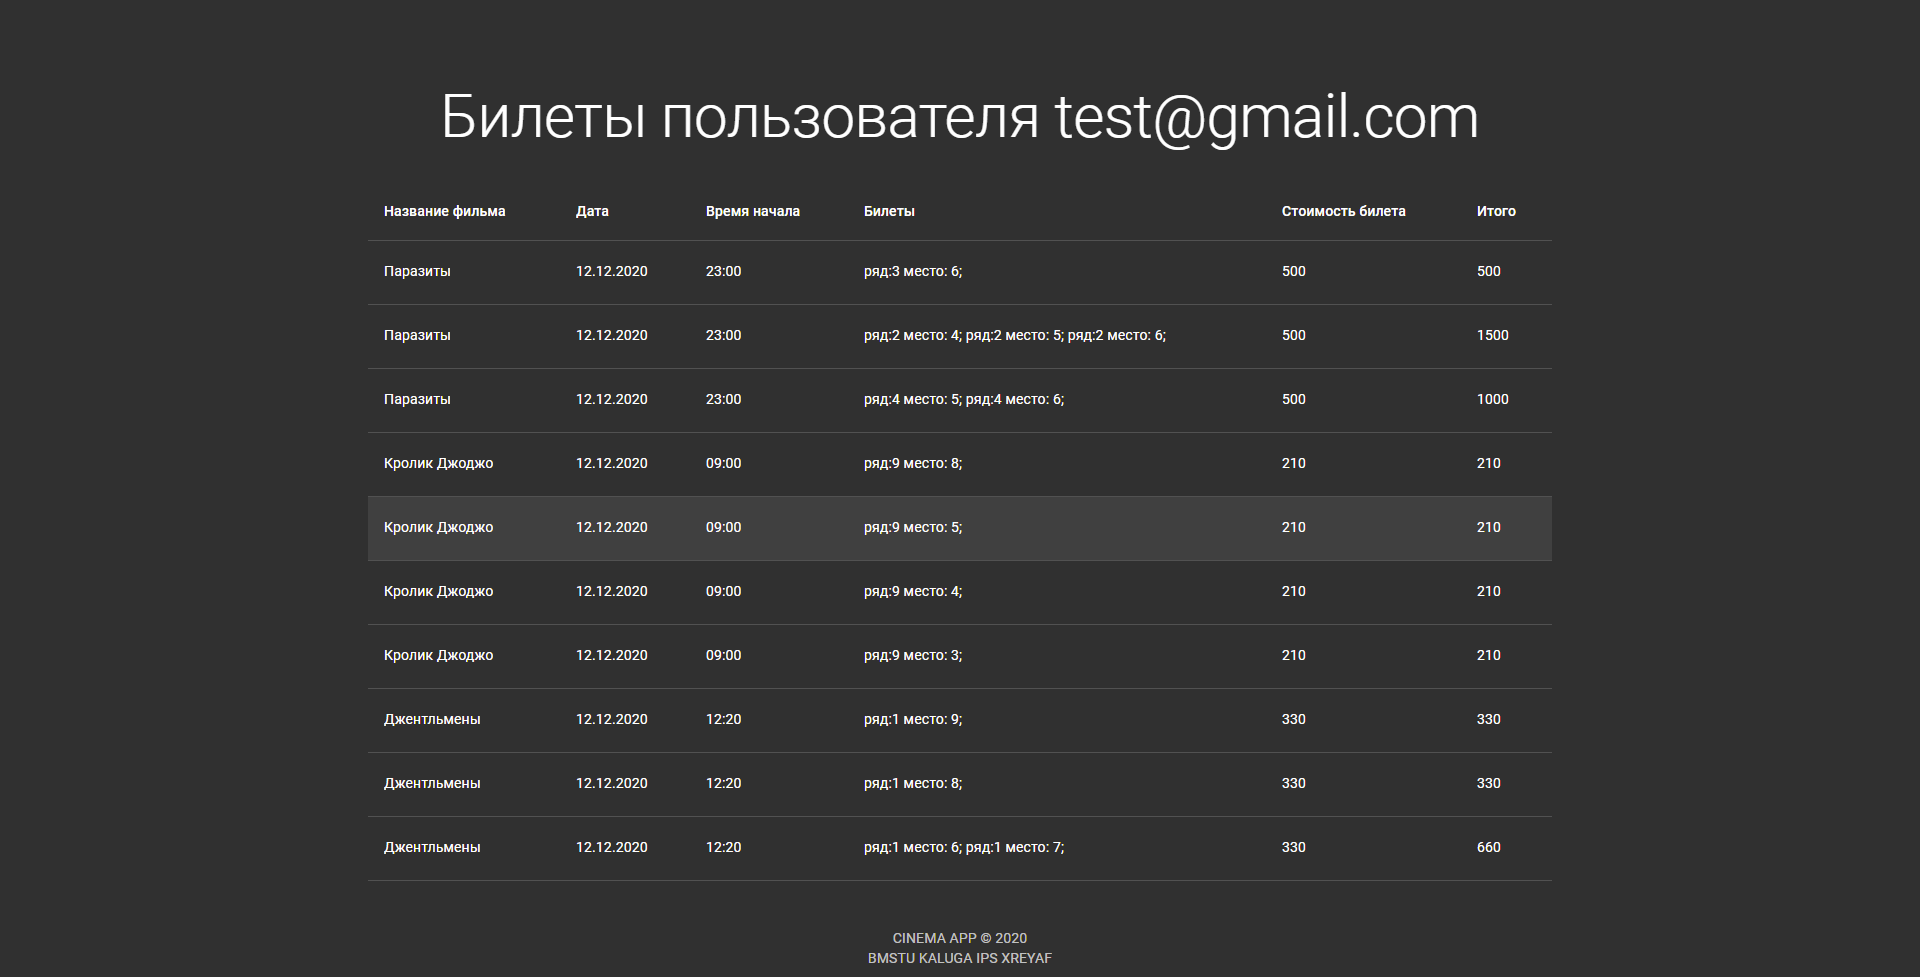 Билеты пользователя test@gmail.com
Название фильма Дата Время начала Билеты Стоимость билета Итого
Паразиты 12.12.2020 23:00 ряд:3 место: 6; 500 500
Паразиты 12.12.2020 23:00 ряд:2 место: 4; ряд:2 место: 5; ряд:2 место: 6; 500 1500
Паразиты 12.12.2020 23:00 ряд:4 место: 5; ряд:4 место: 6; 500 1000
Кролик Джоджо 12.12.2020 09:00 ряд:9 место: 8; 210 210
Кролик Джоджо 12.12.2020 09:00 ряд:9 место: 5; 210 210
Кролик Джоджо 12.12.2020 09:00 ряд:9 место: 4; 210 210
Кролик Джоджо 12.12.2020 09:00 ряд:9 место: 3; 210 210
Джентльмены 12.12.2020 12:20 ряд:1 место: 9; 330 330
Джентльмены 12.12.2020 12:20 ряд:1 место: 8; 330 330
Джентльмены 12.12.2020 12:20 ряд:1 место: 6; ряд:1 место: 7; 330 660
CINEMA APP © 2020
BMSTU KALUGA IPS XREYAF